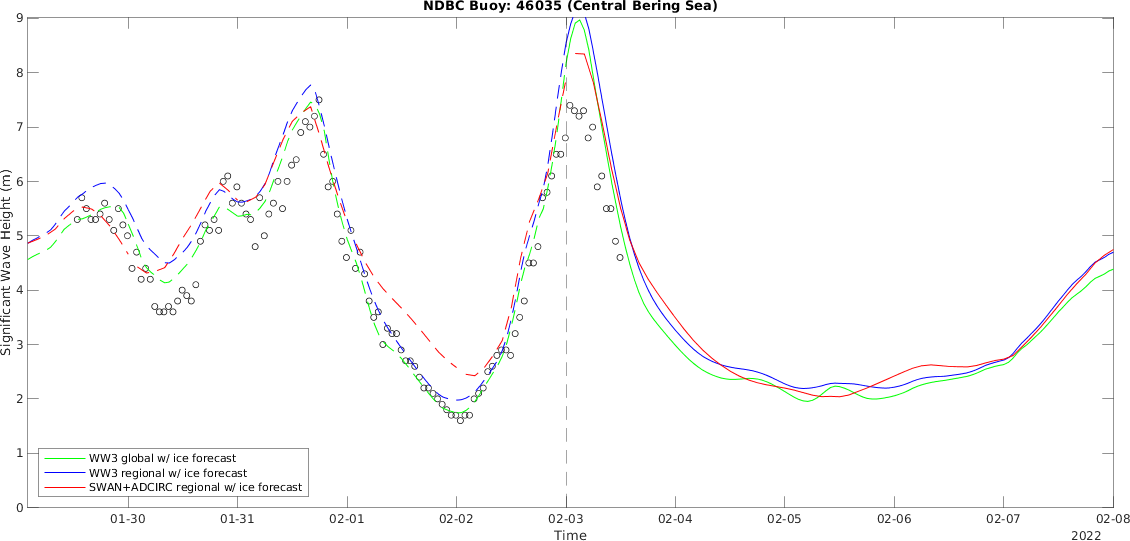 NDBC Buoy: 46035 (Central Bering Sea)
9
8
7
6
5
4
3
2
1
0
Significant Wave Height (m)
WW3 global w/ ice forecast
WW3 regional w/ ice forecast
SWAN+ADCIRC regional w/ ice forecast
01-30 01-31 02-01 02-02 02-03 02-04 02-05 02-06 02-07 02-08
Time
2022